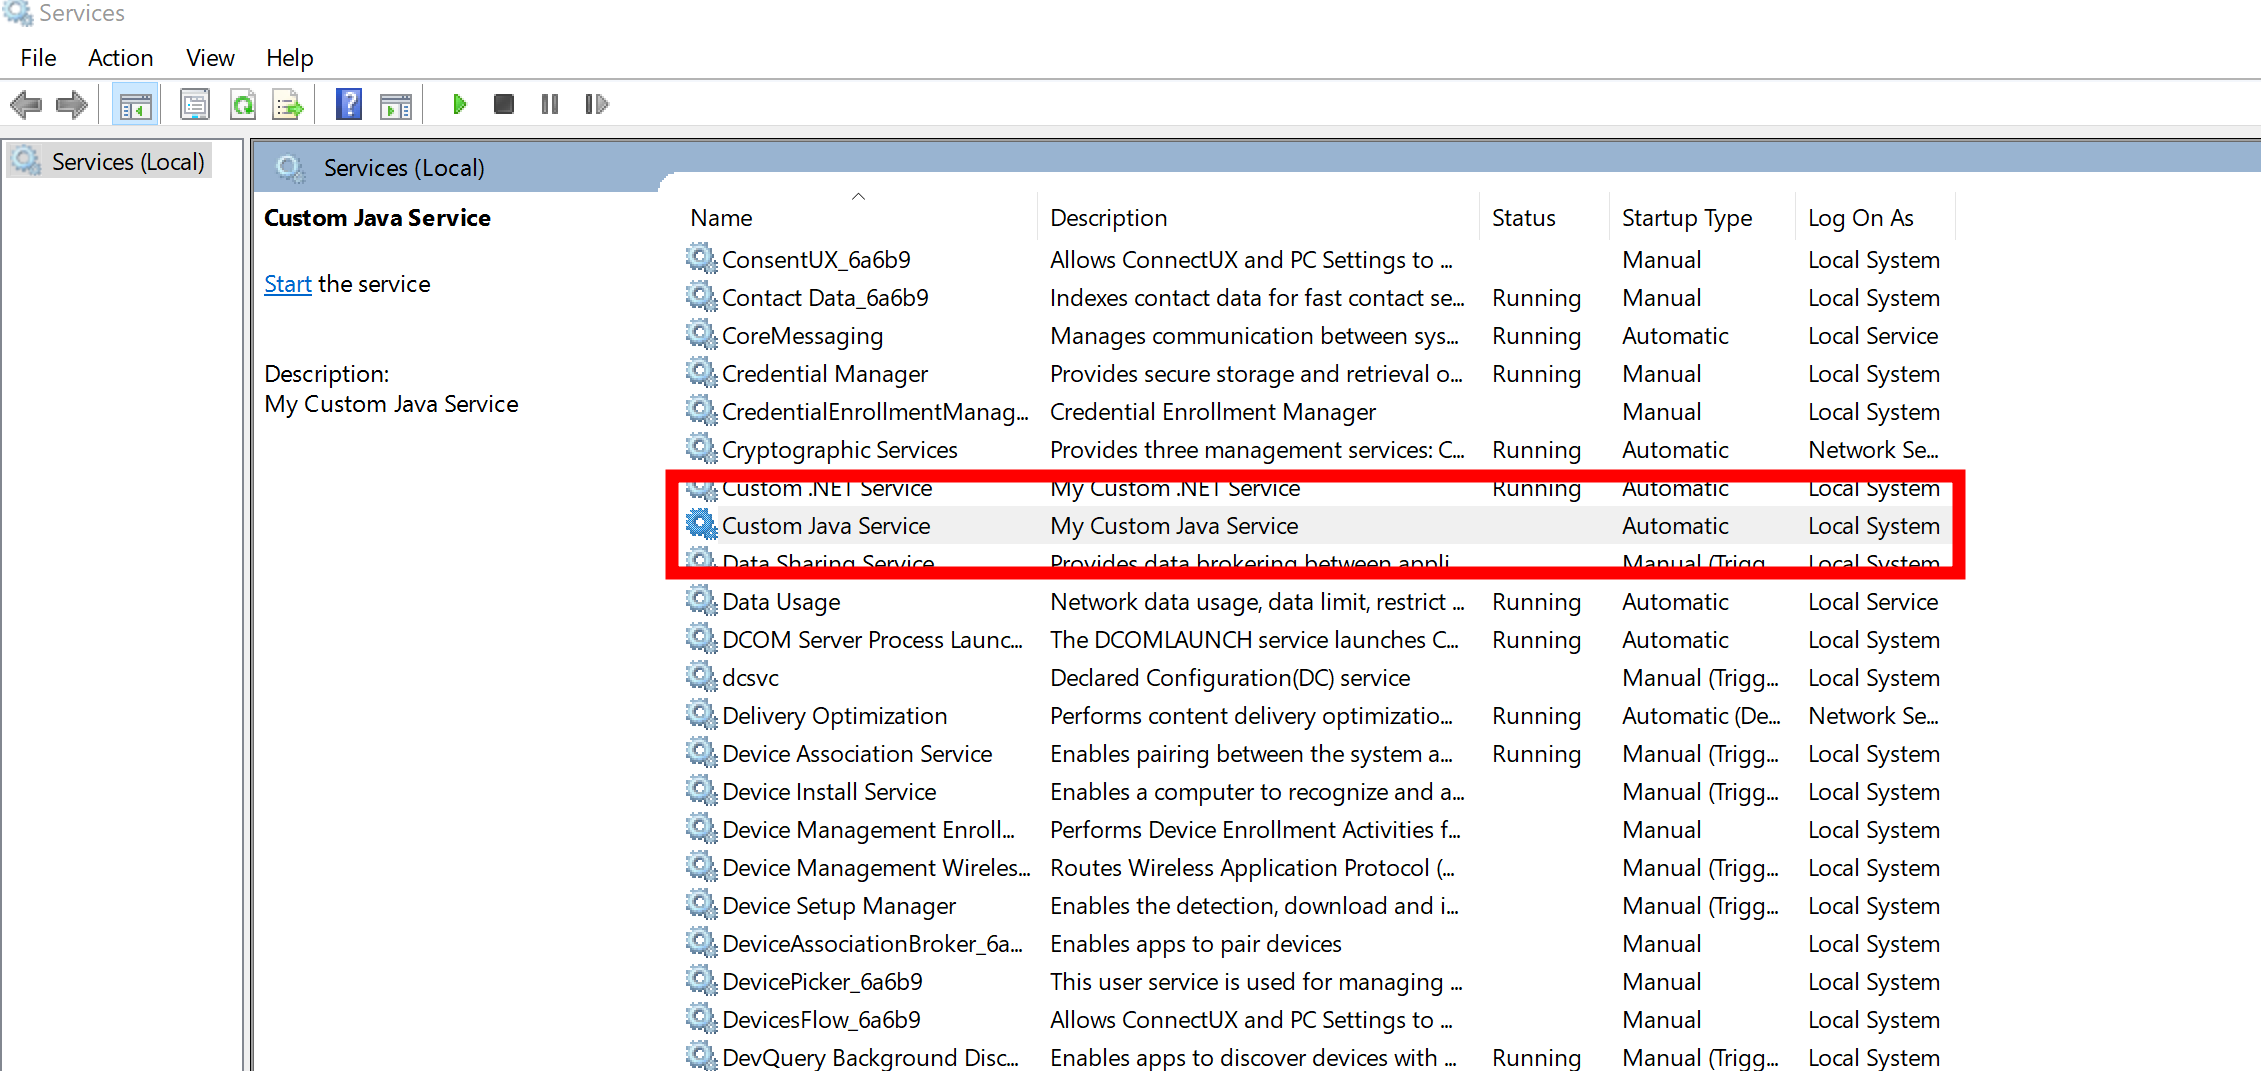 Services
File Action View Help
Services (Local)
Services (Local)
Custom Java Service
Start the service
Description:
My Custom Java Service
Name Description Status Startup Type Log On As
ConsentUX_6a6b9 Allows ConnectUX and PC Settings to ... Manual Local System
Contact Data_6a6b9 Indexes contact data for fast contact se... Running Manual Local System
CoreMessaging Manages communication between sys... Running Automatic Local Service
Credential Manager Provides secure storage and retrieval o... Running Manual Local System
CredentialEnrollmentManag... Credential Enrollment Manager Manual Local System
Cryptographic Services Provides three management services: C... Running Automatic Network Se...
Custom .NET Service My Custom .NET Service Running Automatic Local System
Custom Java Service My Custom Java Service Automatic Local System
Data Sharing Service Provides data brokering between appli Manual (Trigg Local System
Data Usage Network data usage, data limit, restrict ... Running Automatic Local Service
DCOM Server Process Launc... The DCOMLAUNCH service launches C... Running Automatic Local System
dcsvc Declared Configuration(DC) service Manual (Trigg... Local System
Delivery Optimization Performs content delivery optimizatio... Running Automatic (De... Network Se...
Device Association Service Enables pairing between the system a... Running Manual (Trigg... Local System
Device Install Service Enables a computer to recognize and a... Manual (Trigg... Local System
Device Management Enroll... Performs Device Enrollment Activities f... Manual Local System
Device Management Wireles... Routes Wireless Application Protocol (... Manual (Trigg... Local System
Device Setup Manager Enables the detection, download and i... Manual (Trigg... Local System
DeviceAssociationBroker_6a... Enables apps to pair devices Manual Local System
DevicePicker_6a6b9 This user service is used for managing ... Manual Local System
DevicesFlow_6a6b9 Allows ConnectUX and PC Settings to ... Manual Local System
DevQuery Background Disc... Enables apps to discover devices with ... Running Manual (Trigg... Local System